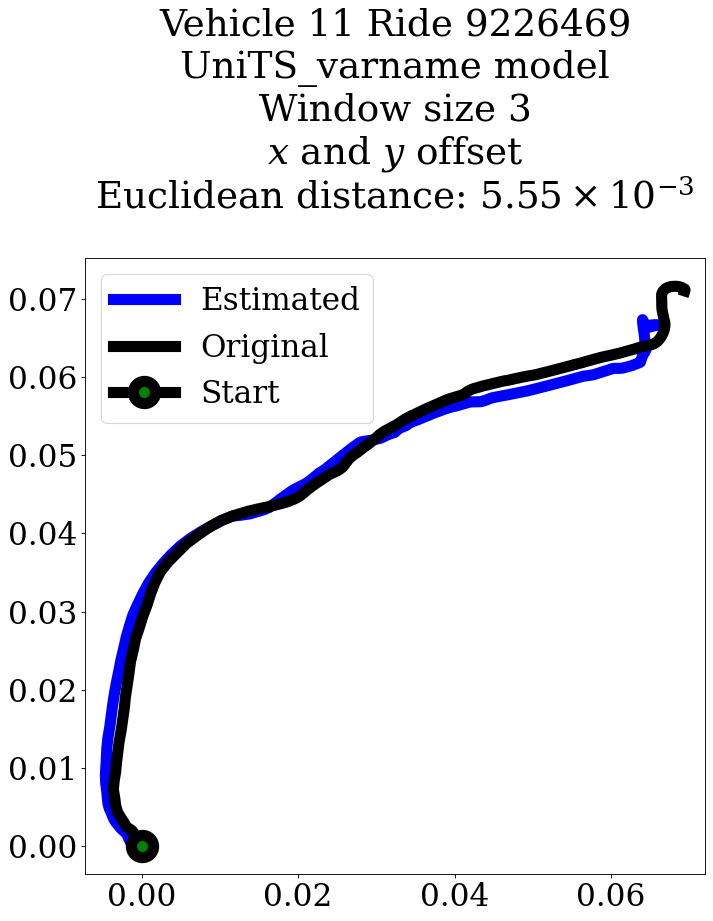 Vehicle 11 Ride 9226469
UniTS_varname model
Window size 3
x and y offset
Euclidean distance: 5.55 × 10⁻³
Estimated
Original
Start
0.07
0.06
0.05
0.04
0.03
0.02
0.01
0.00
0.00 0.02 0.04 0.06